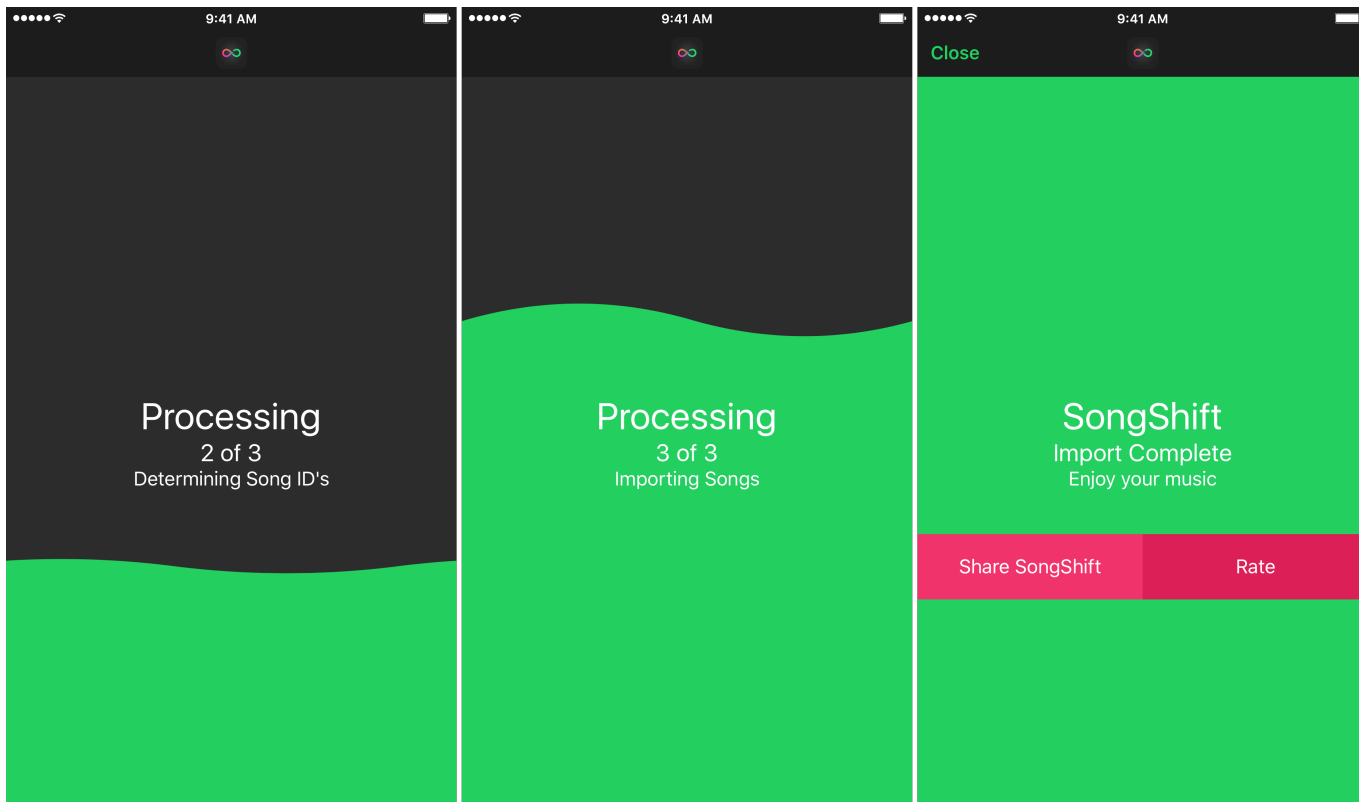 9:41 AM
Processing
2 of 3
Determining Song ID's
9:41 AM
Processing
3 of 3
Importing Songs
9:41 AM
Close
SongShift
Import Complete
Enjoy your music
Share SongShift
Rate